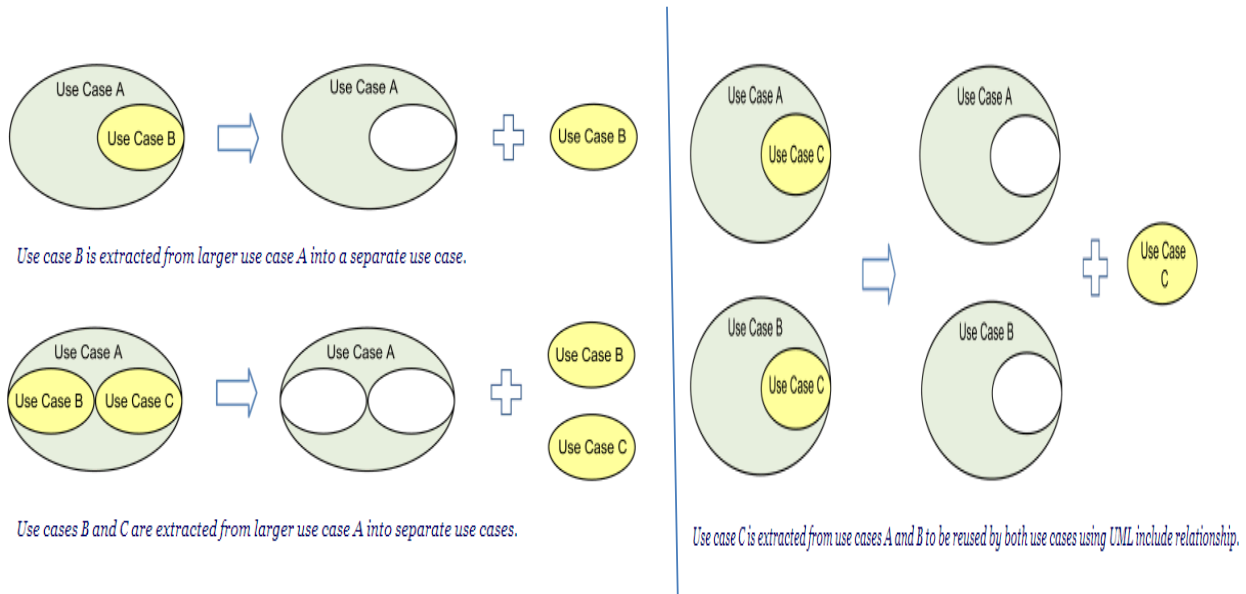 Use Case A
Use Case B
Use Case A
Use Case B
Use case B is extracted from larger use case A into a separate use case.
Use Case A
Use Case B
Use Case C
Use Case A
Use Case B
Use Case C
Use cases B and C are extracted from larger use case A into separate use cases.
Use Case A
Use Case C
Use Case A
Use Case B
Use Case C
Use Case B
Use Case
C
Use case C is extracted from use cases A and B to be reused by both use cases using UML include relationship.